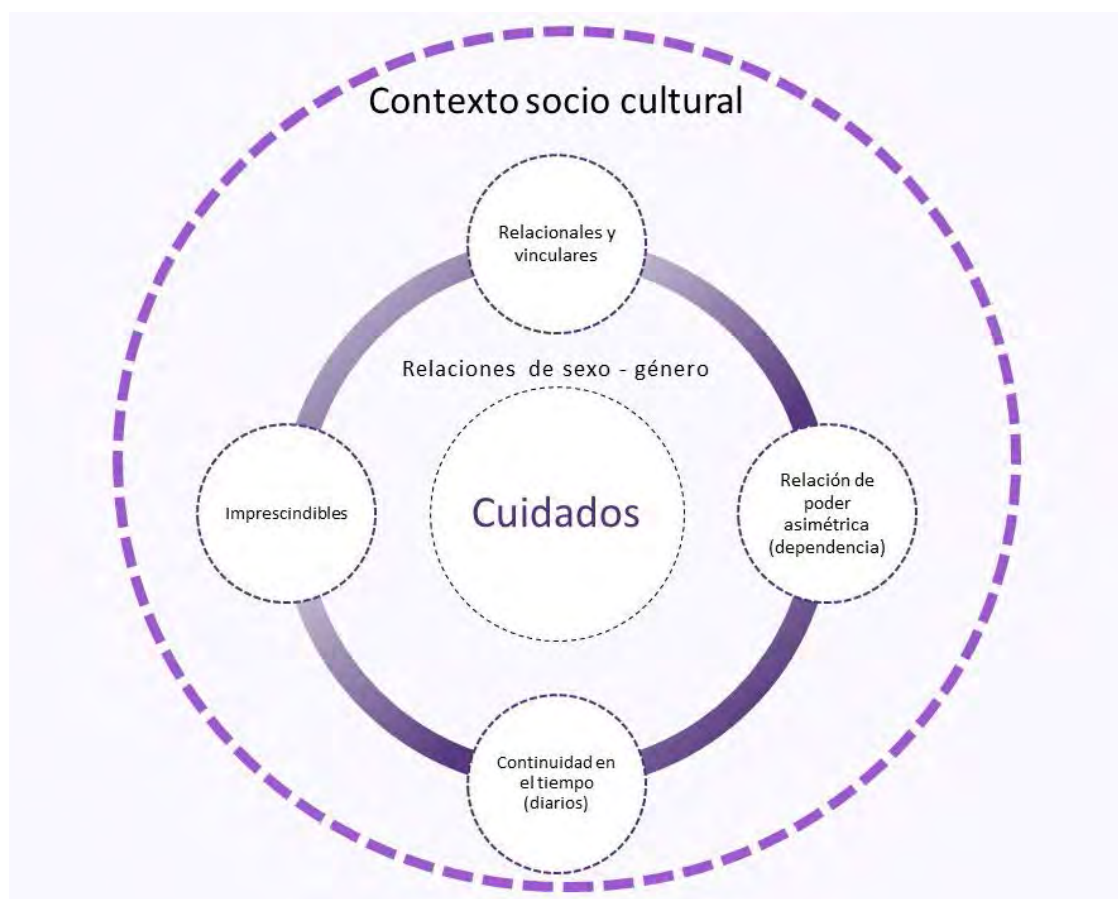 Contexto socio cultural
Relacionales y
vinculares
Relaciones de sexo - género
Imprescindibles
Cuidados
Relación de
poder
asimétrica
(dependencia)
Continuidad en
el tiempo
(diarios)